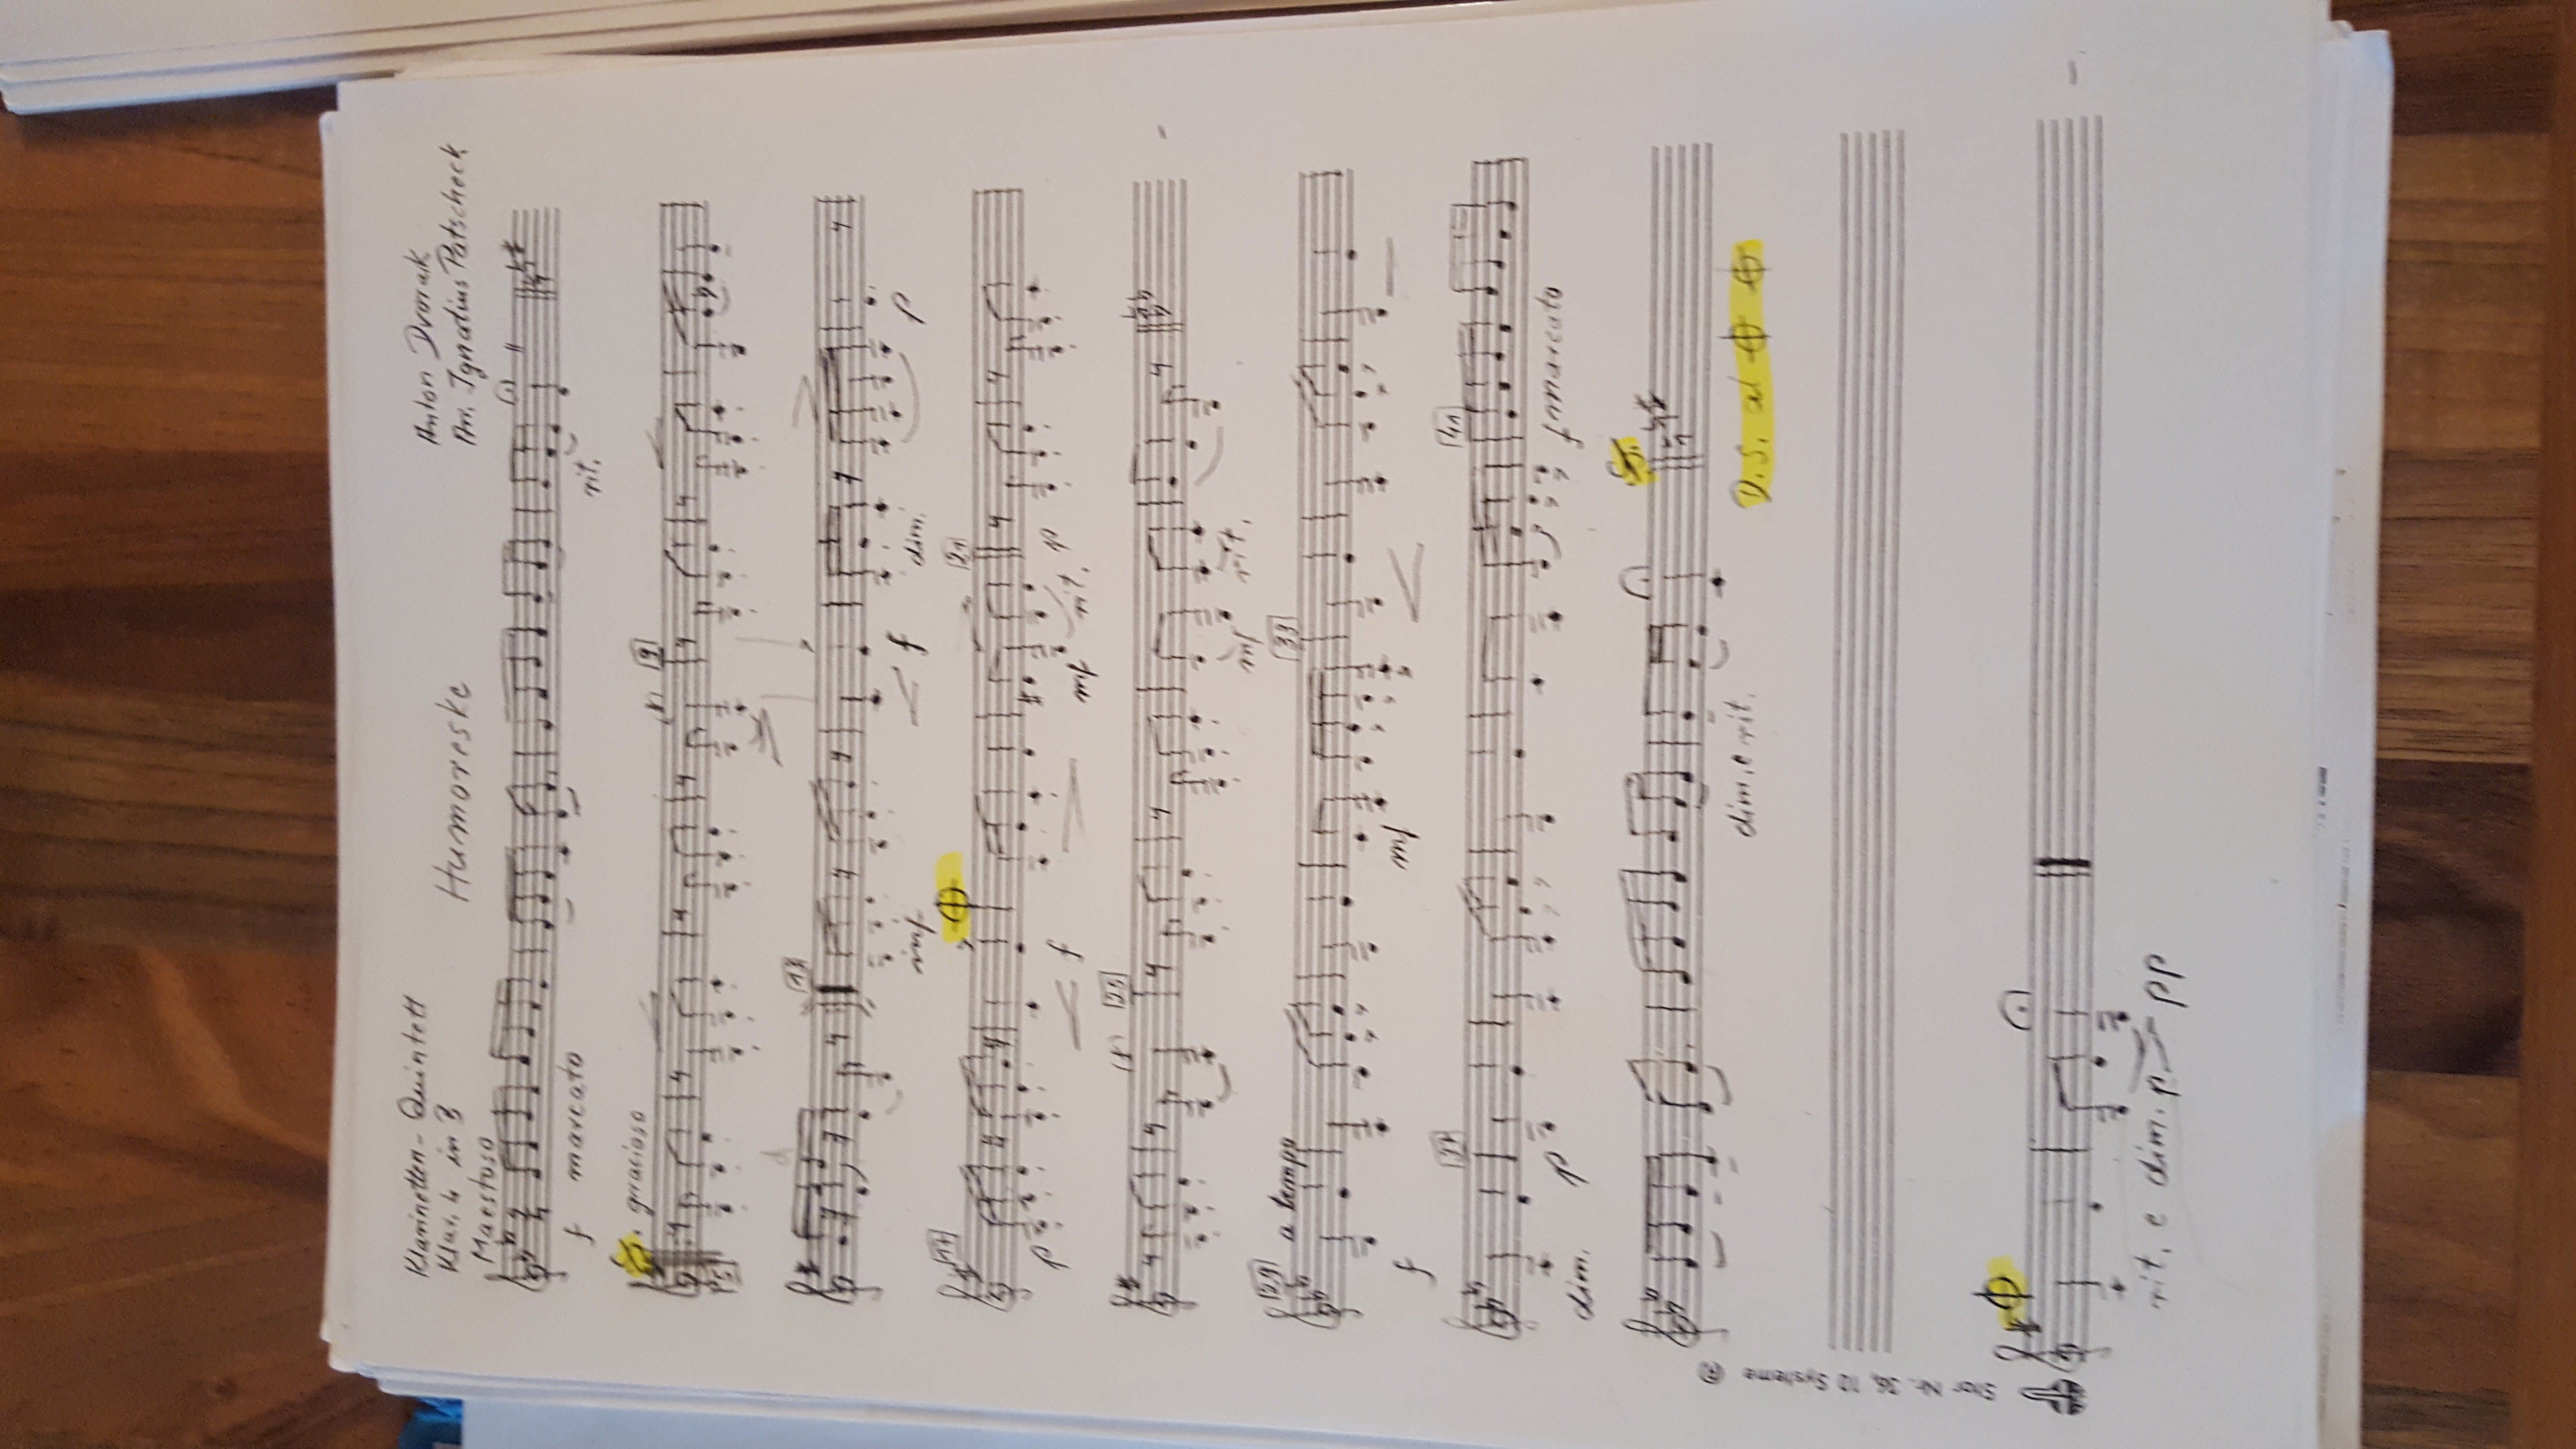 Klarinetten-Quintett
Klar. 4 in B
Humoreske
Anton Dvorak
Arr. Ignatius Patscheck
Maestoso
f marcato
rit.
grracioso
9
13
mf
f
dim.
p
17
p
f
mf
rit.
21
p
25
mf
rit.
29
a tempo
f
mf
33
dim.
37
p
41
f marcato
dim. e rit.
D.S. al
Star Nr. 36, 10 Systeme ®
rit. e dim. p
pp